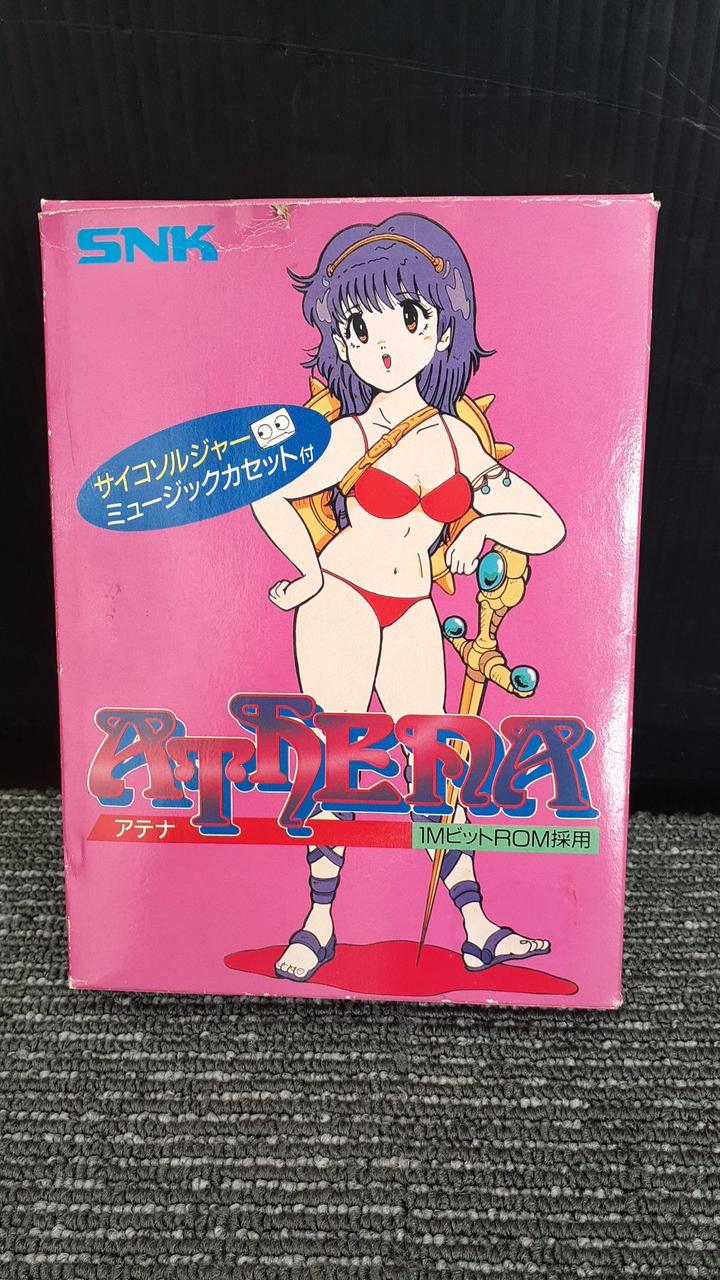 SNK
サイコソルジャー
ミュージックカセット付
ATHENA
アテナ
1MビットROM採用